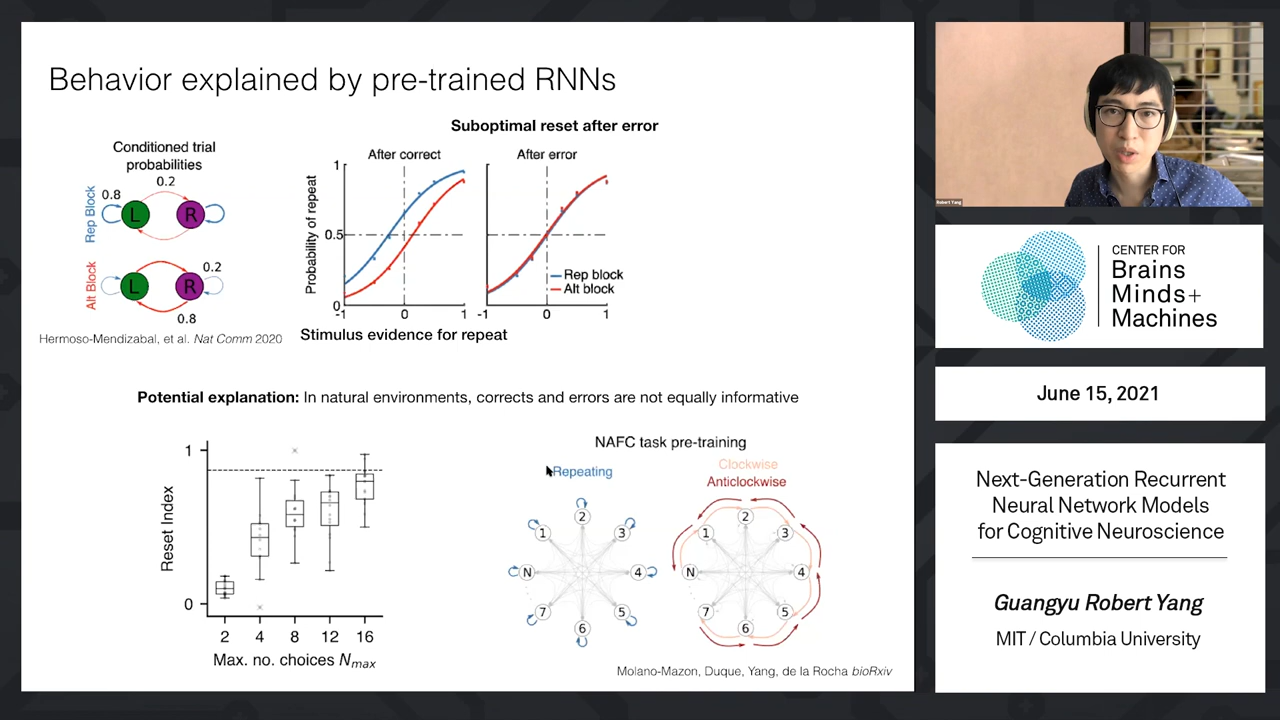 Behavior explained by pre-trained RNNs
Suboptimal reset after error
Conditioned trial
probabilities
Rep Block
0.8
0.2
L
R
Alt Block
L
R
0.2
0.8
Hermoso-Mendizabal, et al. Nat Comm 2020
After correct
After error
Probability of repeat
1
0.5
0
-1
0
1
-1
0
1
Rep block
Alt block
Stimulus evidence for repeat
Potential explanation: In natural environments, corrects and errors are not equally informative
Reset Index
1
0
2
4
8
12
16
Max. no. choices Nmax
NAFC task pre-training
Repeating
Clockwise
Anticlockwise
1
2
3
4
5
6
7
N
1
2
3
4
5
6
7
N
Molano-Mazon, Duque, Yang, de la Rocha bioRxiv
Robert Yang
CENTER FOR
Brains
Minds+
Machines
June 15, 2021
Next-Generation Recurrent
Neural Network Models
for Cognitive Neuroscience
Guangyu Robert Yang
MIT / Columbia University